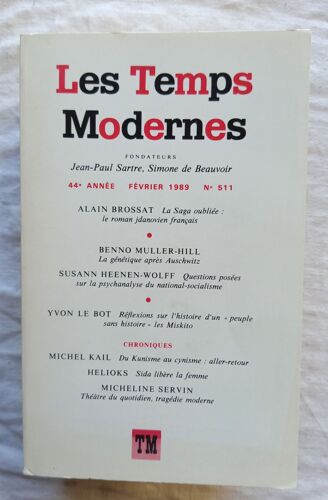 Les Temps
Modernes
FONDATEURS
Jean-Paul Sartre, Simone de Beauvoir
44e ANNÉE FÉVRIER 1989 No 511
ALAIN BROSSAT La Saga oubliée :
le roman jdanovien français
BENNO MULLER-HILL
La génétique après Auschwitz
SUSANN HEENEN-WOLFF Questions posées
sur la psychanalyse du national-socialisme
YVON LE BOT Réflexions sur l'histoire d'un « peuple
sans histoire » les Miskito
CHRONIQUES
MICHEL KAIL Du Kunisme au cynisme : aller-retour
HELIOKS Sida libère la femme
MICHELINE SERVIN
Théâtre du quotidien, tragédie moderne
TM